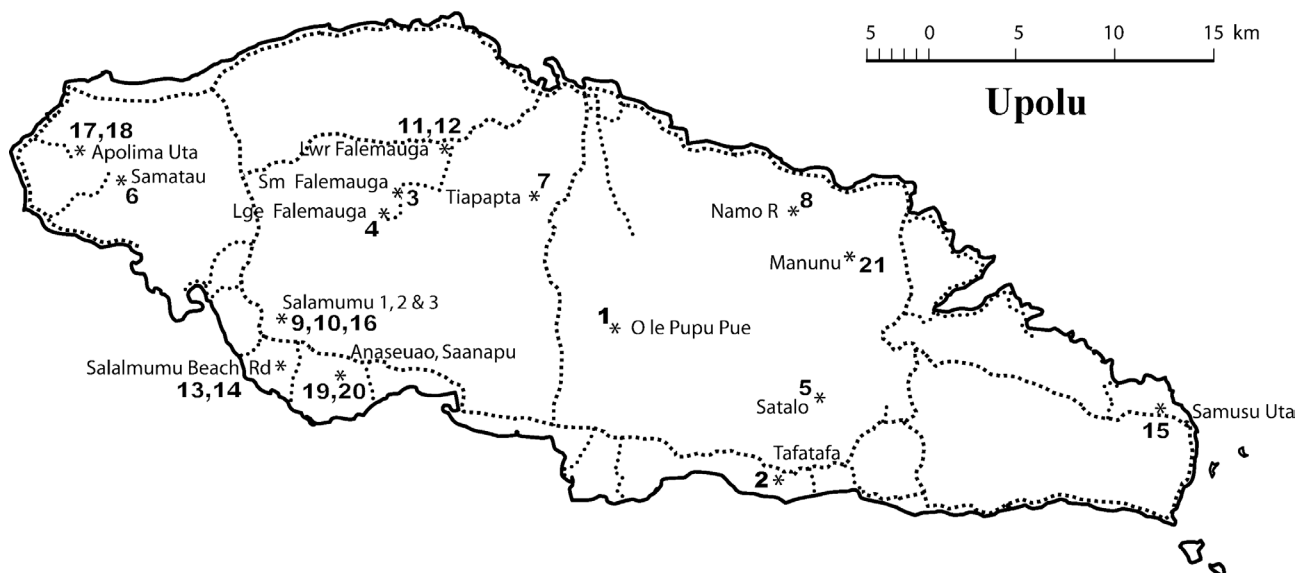 5 0 5 10 15 km
Upolu
17,18
Apolima Uta
Samatau
6
11,12
Lwr Falemauga
Sm Falemauga
3
Lge Falemauga
4
Tiapapta
7
Namo R
8
Manunu
21
Salamumu 1, 2 & 3
9,10,16
1
O le Pupu Pue
Anaseuao, Saanapu
Salalmumu Beach Rd
13,14
19,20
5
Satalo
Samusu Uta
15
Tafatafa
2